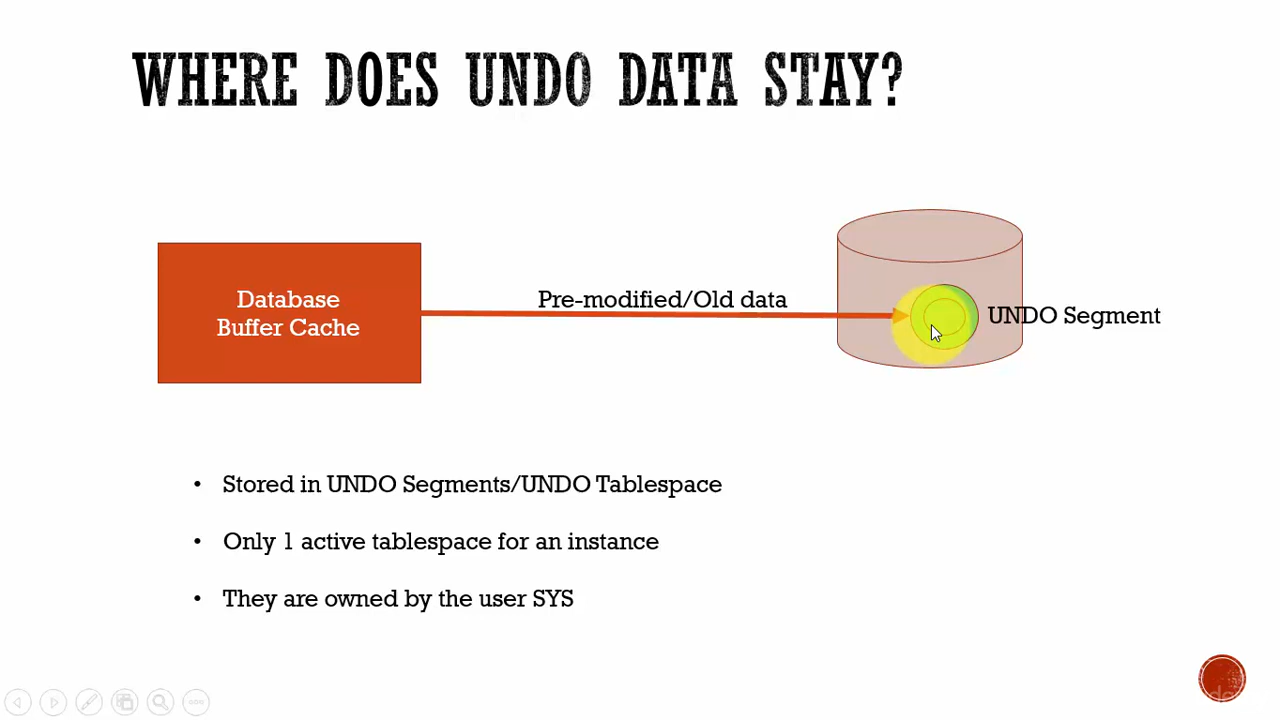 WHERE DOES UNDO DATA STAY?
Database
Buffer Cache
Pre-modified/Old data
UNDO Segment
• Stored in UNDO Segments/UNDO Tablespace
• Only 1 active tablespace for an instance
• They are owned by the user SYS